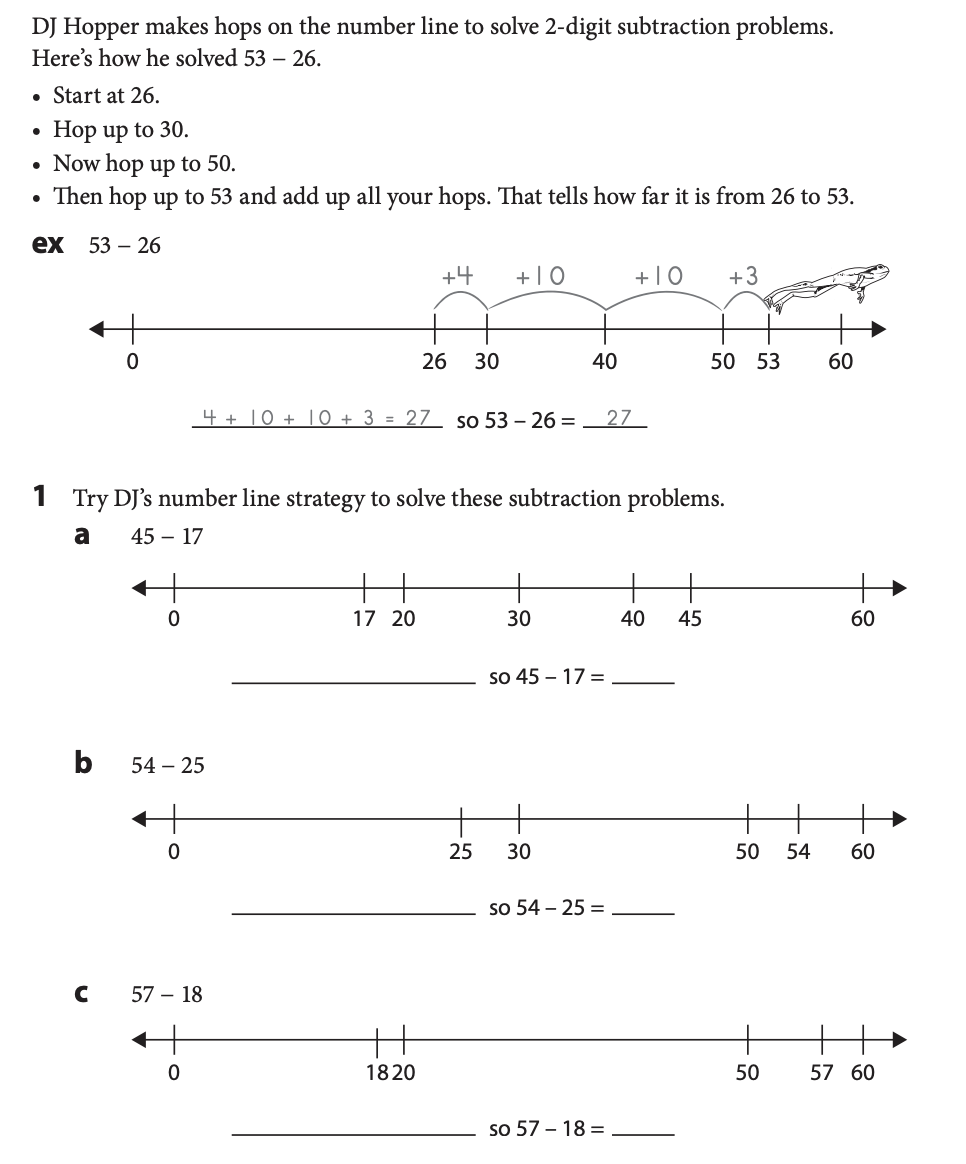 DJ Hopper makes hops on the number line to solve 2-digit subtraction problems.
Here's how he solved 53 – 26.
• Start at 26.
• Hop up to 30.
• Now hop up to 50.
• Then hop up to 53 and add up all your hops. That tells how far it is from 26 to 53.
ex 53 – 26
+4 +10 +10 +3
0 26 30 40 50 53 60
4 + 10 + 10 + 3 = 27 so 53 – 26 = 27
1 Try DJ's number line strategy to solve these subtraction problems.
a 45 – 17
0 17 20 30 40 45 60
so 45 – 17 =
b 54 – 25
0 25 30 50 54 60
so 54 – 25 =
c 57 – 18
0 18 20 50 57 60
so 57 – 18 =